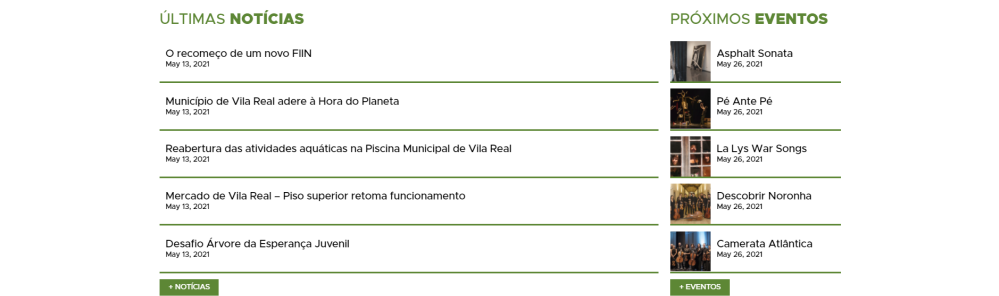 ÚLTIMAS NOTÍCIAS
O recomeço de um novo FIIN
May 13, 2021
Município de Vila Real adere à Hora do Planeta
May 13, 2021
Reabertura das atividades aquáticas na Piscina Municipal de Vila Real
May 13, 2021
Mercado de Vila Real – Piso superior retoma funcionamento
May 13, 2021
Desafio Árvore da Esperança Juvenil
May 13, 2021
+ NOTÍCIAS
PRÓXIMOS EVENTOS
Asphalt Sonata
May 26, 2021
Pé Ante Pé
May 26, 2021
La Lys War Songs
May 26, 2021
Descobrir Noronha
May 26, 2021
Camerata Atlântica
May 26, 2021
+ EVENTOS